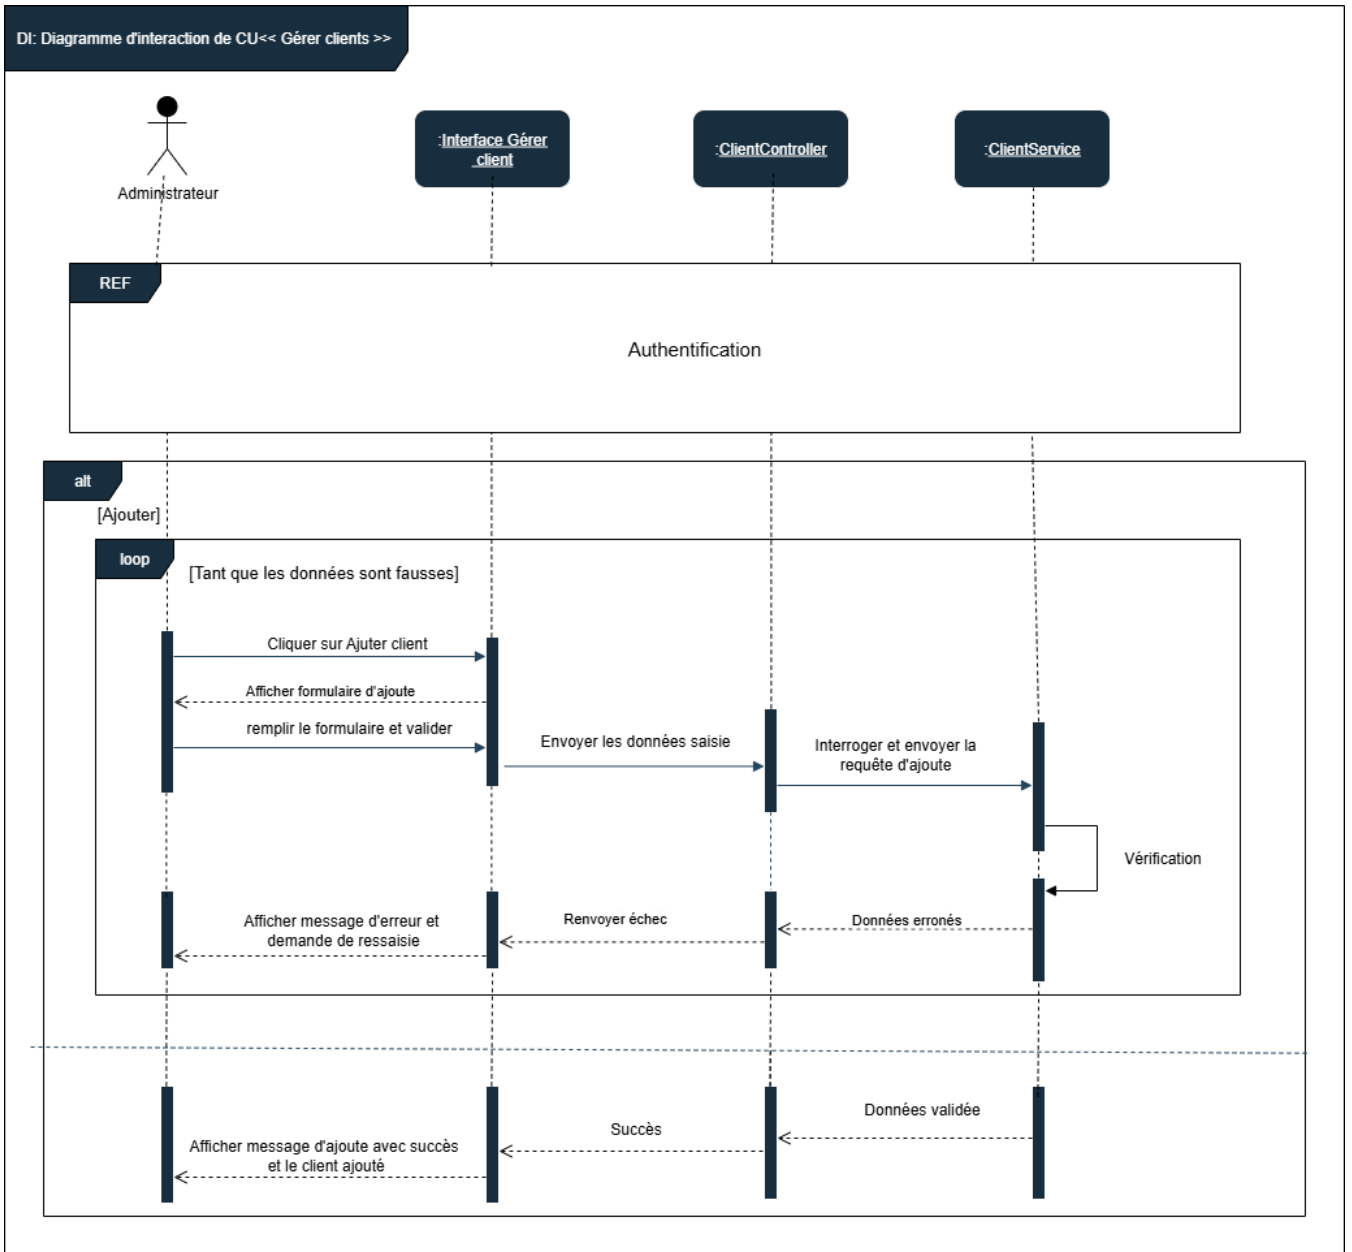 DI: Diagramme d'interaction de CU<< Gérer clients >>
Administrateur
:Interface Gérer
client
:ClientController
:ClientService
REF
Authentification
alt
[Ajouter]
loop
[Tant que les données sont fausses]
Cliquer sur Ajuter client
Afficher formulaire d'ajoute
remplir le formulaire et valider
Envoyer les données saisie
Interroger et envoyer la
requête d'ajoute
Vérification
Données erronés
Renvoyer échec
Afficher message d'erreur et
demande de ressaisie
Données validée
Succès
Afficher message d'ajoute avec succès
et le client ajouté